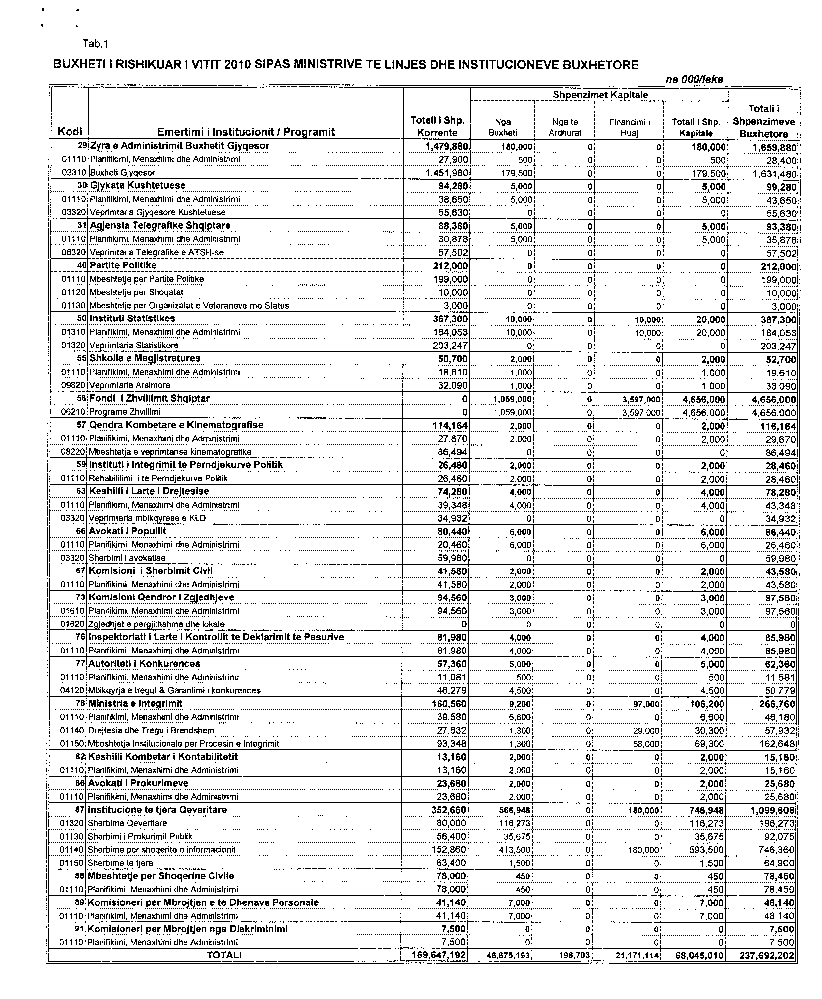 Tab.1
BUXHETI I RISHIKUAR I VITIT 2010 SIPAS MINISTRIVE TE LINJES DHE INSTITUCIONEVE BUXHETORE
ne 000/leke
Shpenzimet Kapitale
Kodi Emertimi i Institucionit / Programit Totali i Shp. Korrente Nga Buxheti Nga te Ardhurat Financimi i Huaj Totali i Shp. Kapitale Totali i Shpenzimeve Buxhetore
29 Zyra e Administrimit Buxhetit Gjyqesor 1,479,880 180,000 0 0 180,000 1,659,880
01110 Planifikimi, Menaxhimi dhe Administrimi 27,900 500 0 0 500 28,400
03310 Buxheti Gjyqesor 1,451,980 179,500 0 0 179,500 1,631,480
30 Gjykata Kushtetuese 94,280 5,000 0 0 5,000 99,280
01110 Planifikimi, Menaxhimi dhe Administrimi 38,650 5,000 0 0 5,000 43,650
03320 Veprimtaria Gjyqesore Kushtetuese 55,630 0 0 0 0 55,630
31 Agjensia Telegrafike Shqiptare 88,380 5,000 0 0 5,000 93,380
01110 Planifikimi, Menaxhimi dhe Administrimi 30,878 5,000 0 0 5,000 35,878
08320 Veprimtaria Telegrafike e ATSH-se 57,502 0 0 0 0 57,502
40 Partite Politike 212,000 0 0 0 0 212,000
01110 Mbeshtetje per Partite Politike 199,000 0 0 0 0 199,000
01120 Mbeshtetje per Shoqatat 10,000 0 0 0 0 10,000
01130 Mbeshtetje per Organizatat e Veteraneve me Status 3,000 0 0 0 0 3,000
50 Instituti Statistikes 367,300 10,000 0 10,000 20,000 387,300
01310 Planifikimi, Menaxhimi dhe Administrimi 164,053 10,000 0 10,000 20,000 184,053
01320 Veprimtaria Statistikore 203,247 0 0 0 0 203,247
55 Shkolla e Magjistratures 50,700 2,000 0 0 2,000 52,700
01110 Planifikimi, Menaxhimi dhe Administrimi 18,610 1,000 0 0 1,000 19,610
09820 Veprimtaria Arsimore 32,090 1,000 0 0 1,000 33,090
56 Fondi i Zhvillimit Shqiptar 0 1,059,000 0 3,597,000 4,656,000 4,656,000
06210 Programe Zhvillimi 0 1,059,000 0 3,597,000 4,656,000 4,656,000
57 Qendra Kombetare e Kinematografise 114,164 2,000 0 0 2,000 116,164
01110 Planifikimi, Menaxhimi dhe Administrimi 27,670 2,000 0 0 2,000 29,670
08220 Mbeshtetja e veprimtarise kinematografike 86,494 0 0 0 0 86,494
59 Instituti i Integrimit te Perndjekurve Politik 26,460 2,000 0 0 2,000 28,460
01110 Rehabilitimi i te Perndjekurve Politik 26,460 2,000 0 0 2,000 28,460
63 Keshilli i Larte i Drejtesise 74,280 4,000 0 0 4,000 78,280
01110 Planifikimi, Menaxhimi dhe Administrimi 39,348 4,000 0 0 4,000 43,348
03320 Veprimtaria mbikqyrese e KLD 34,932 0 0 0 0 34,932
66 Avokati i Popullit 80,440 6,000 0 0 6,000 86,440
01110 Planifikimi, Menaxhimi dhe Administrimi 20,460 6,000 0 0 6,000 26,460
03320 Sherbimi i avokatise 59,980 0 0 0 0 59,980
67 Komisioni i Sherbimit Civil 41,580 2,000 0 0 2,000 43,580
01110 Planifikimi, Menaxhimi dhe Administrimi 41,580 2,000 0 0 2,000 43,580
73 Komisioni Qendror i Zgjedhjeve 94,560 3,000 0 0 3,000 97,560
01610 Planifikimi, Menaxhimi dhe Administrimi 94,560 3,000 0 0 3,000 97,560
01620 Zgjedhjet e pergjithshme dhe lokale 0 0 0 0 0 0
76 Inspektoriati i Larte i Kontrollit te Deklarimit te Pasurive 81,980 4,000 0 0 4,000 85,980
01110 Planifikimi, Menaxhimi dhe Administrimi 81,980 4,000 0 0 4,000 85,980
77 Autoriteti i Konkurences 57,360 5,000 0 0 5,000 62,360
01110 Planifikimi, Menaxhimi dhe Administrimi 11,081 500 0 0 500 11,581
04120 Mbikqyrja e tregut & Garantimi i konkurences 46,279 4,500 0 0 4,500 50,779
78 Ministria e Integrimit 160,560 9,200 0 97,000 106,200 266,760
01110 Planifikimi, Menaxhimi dhe Administrimi 39,580 6,600 0 0 6,600 46,180
01140 Drejtesia dhe Tregu i Brendshem 27,632 1,300 0 29,000 30,300 57,932
01150 Mbeshtetja Institucionale per Procesin e Integrimit 93,348 1,300 0 68,000 69,300 162,648
82 Keshilli Kombetar i Kontabilitetit 13,160 2,000 0 0 2,000 15,160
01110 Planifikimi, Menaxhimi dhe Administrimi 13,160 2,000 0 0 2,000 15,160
86 Avokati i Prokurimeve 23,680 2,000 0 0 2,000 25,680
01110 Planifikimi, Menaxhimi dhe Administrimi 23,680 2,000 0 0 2,000 25,680
87 Institucione te tjera Qeveritare 352,660 566,948 0 180,000 746,948 1,099,608
01320 Sherbime Qeveritare 80,000 116,273 0 0 116,273 196,273
01130 Sherbimi i Prokurimit Publik 56,400 35,675 0 0 35,675 92,075
01140 Sherbime per shoqerite e informacionit 152,860 413,500 0 180,000 593,500 746,360
01150 Sherbime te tjera 63,400 1,500 0 0 1,500 64,900
88 Mbeshtetje per Shoqerine Civile 78,000 450 0 0 450 78,450
01110 Planifikimi, Menaxhimi dhe Administrimi 78,000 450 0 0 450 78,450
89 Komisioneri per Mbrojtjen e te Dhenave Personale 41,140 7,000 0 0 7,000 48,140
01110 Planifikimi, Menaxhimi dhe Administrimi 41,140 7,000 0 0 7,000 48,140
91 Komisioneri per Mbrojtjen nga Diskriminimi 7,500 0 0 0 0 7,500
01110 Planifikimi, Menaxhimi dhe Administrimi 7,500 0 0 0 0 7,500
TOTALI 169,647,192 46,675,193 198,703 21,171,114 68,045,010 237,692,202